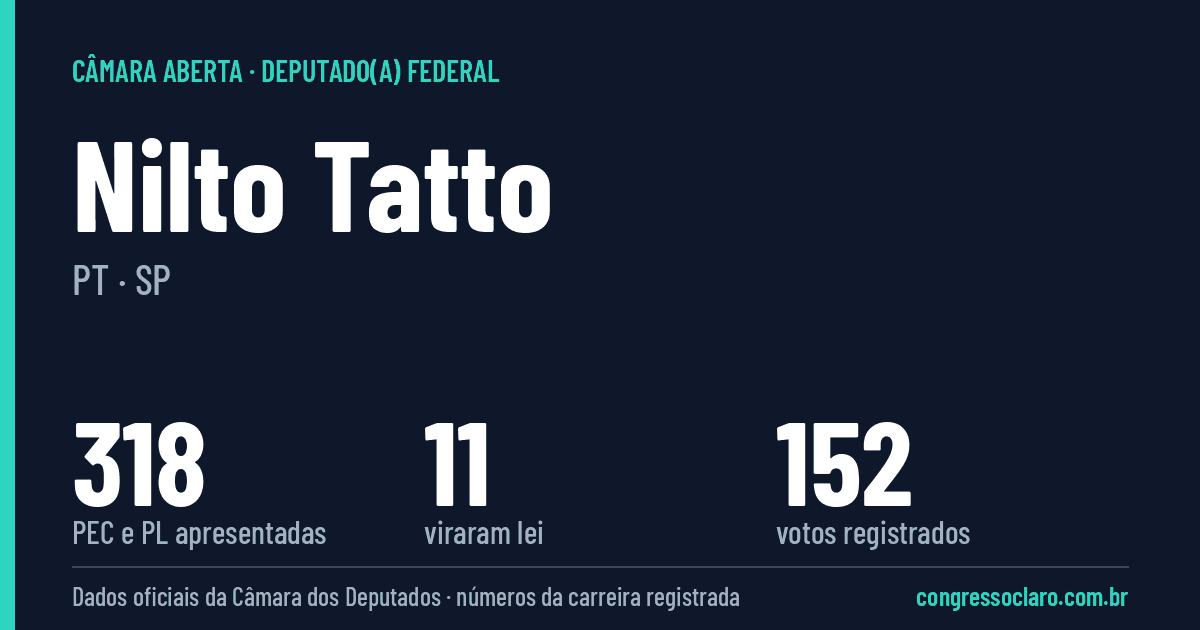 CÂMARA ABERTA · DEPUTADO(A) FEDERAL
Nilto Tatto
PT · SP
318 11 152
PEC e PL apresentadas viraram lei votos registrados
Dados oficiais da Câmara dos Deputados · números da carreira registrada congressoclaro.com.br